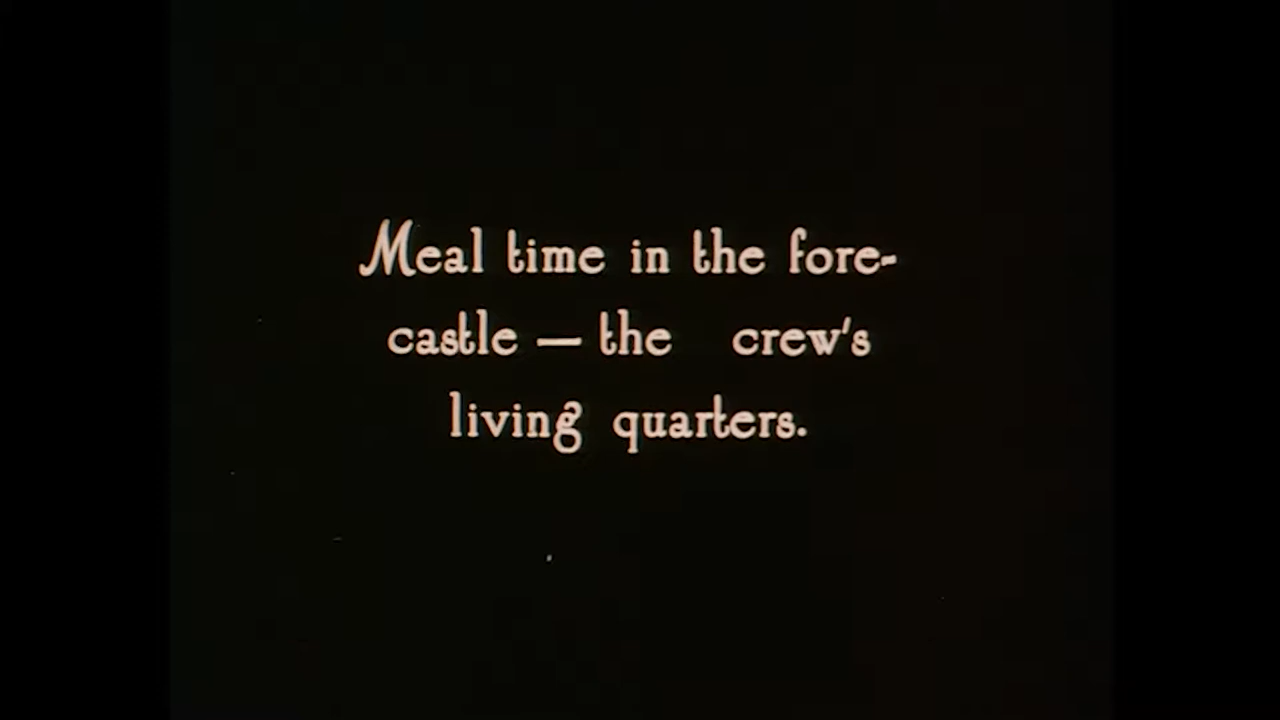 Meal time in the fore-
castle — the crew's
living quarters.